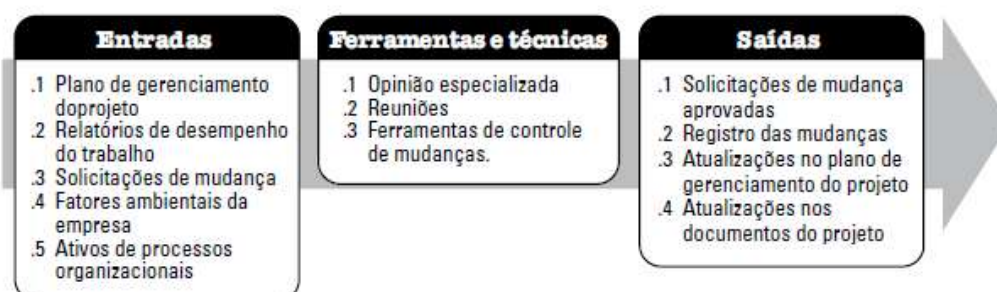 Entradas
.1 Plano de gerenciamento
doprojeto
.2 Relatórios de desempenho
do trabalho
.3 Solicitações de mudança
.4 Fatores ambientais da
empresa
.5 Ativos de processos
organizacionais
Ferramentas e técnicas
.1 Opinião especializada
.2 Reuniões
.3 Ferramentas de controle
de mudanças.
Saídas
.1 Solicitações de mudança
aprovadas
.2 Registro das mudanças
.3 Atualizações no plano de
gerenciamento do projeto
.4 Atualizações nos
documentos do projeto